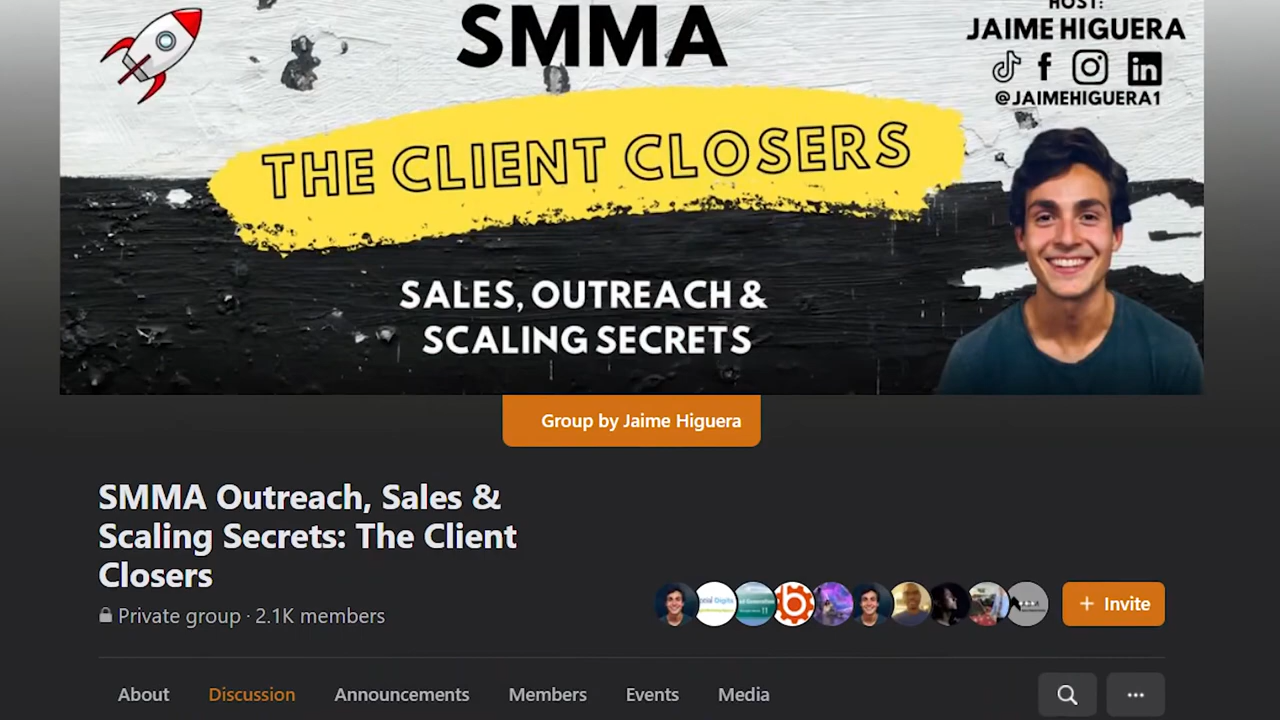 SMMA
HOST:
JAIME HIGUERA
@JAIMEHIGUERA1
THE CLIENT CLOSERS
SALES, OUTREACH &
SCALING SECRETS
Group by Jaime Higuera
SMMA Outreach, Sales &
Scaling Secrets: The Client
Closers
Private group · 2.1K members
+ Invite
About Discussion Announcements Members Events Media